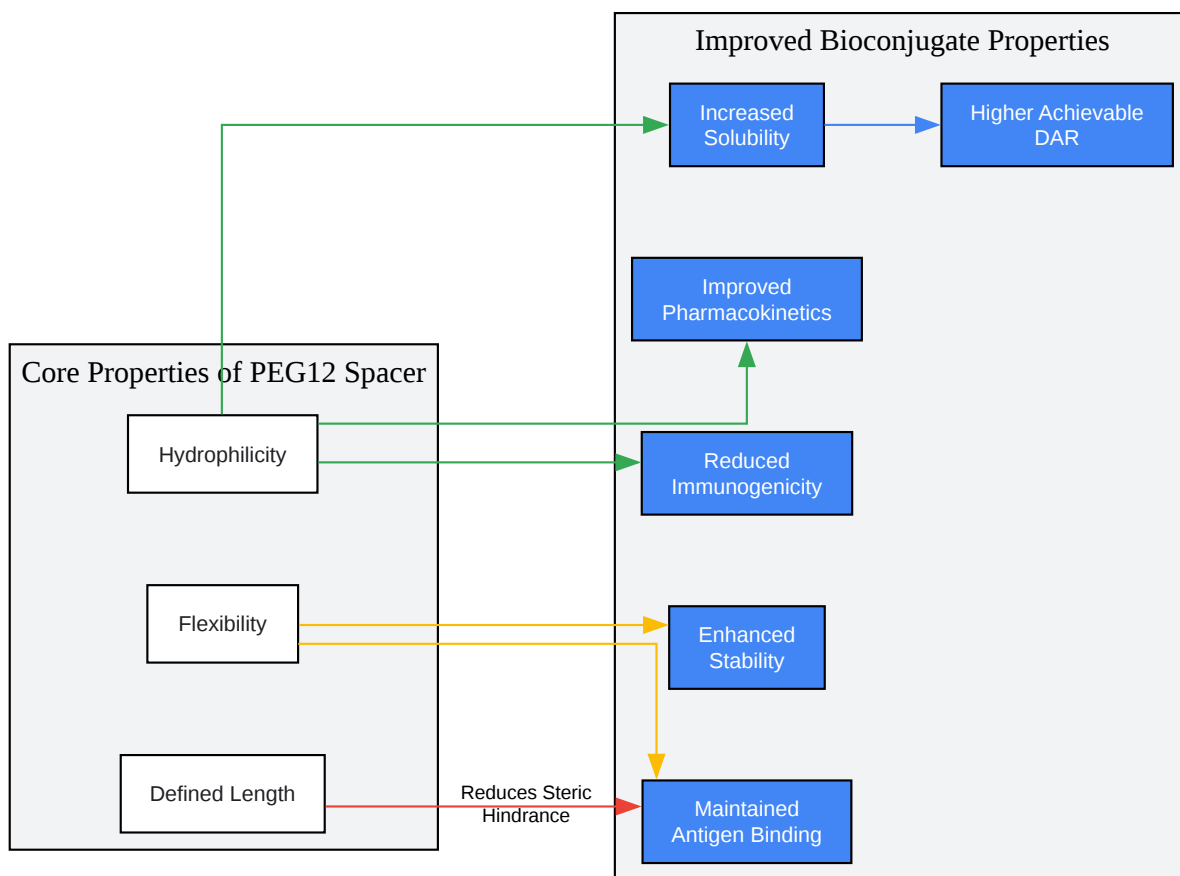 Improved Bioconjugate Properties
Increased
Solubility
Higher Achievable
DAR
Improved
Pharmacokinetics
Core Properties of PEG12 Spacer
Hydrophilicity
Reduced
Immunogenicity
Flexibility
Enhanced
Stability
Defined Length
Reduces Steric
Hindrance
Maintained
Antigen Binding